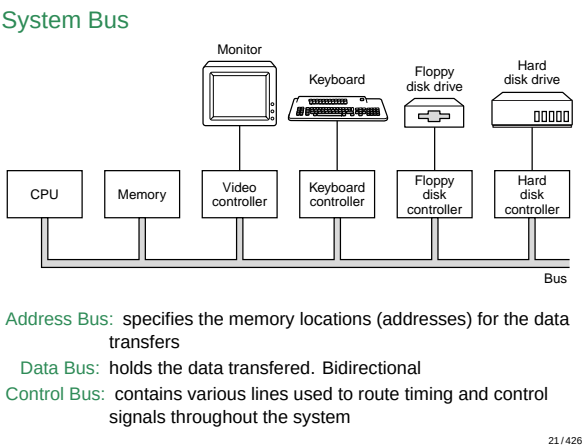 System Bus
Monitor
Keyboard
Floppy
disk drive
Hard
disk drive
CPU
Memory
Video
controller
Keyboard
controller
Floppy
disk
controller
Hard
disk
controller
Bus
Address Bus: specifies the memory locations (addresses) for the data
transfers
Data Bus: holds the data transfered. Bidirectional
Control Bus: contains various lines used to route timing and control
signals throughout the system
21/426